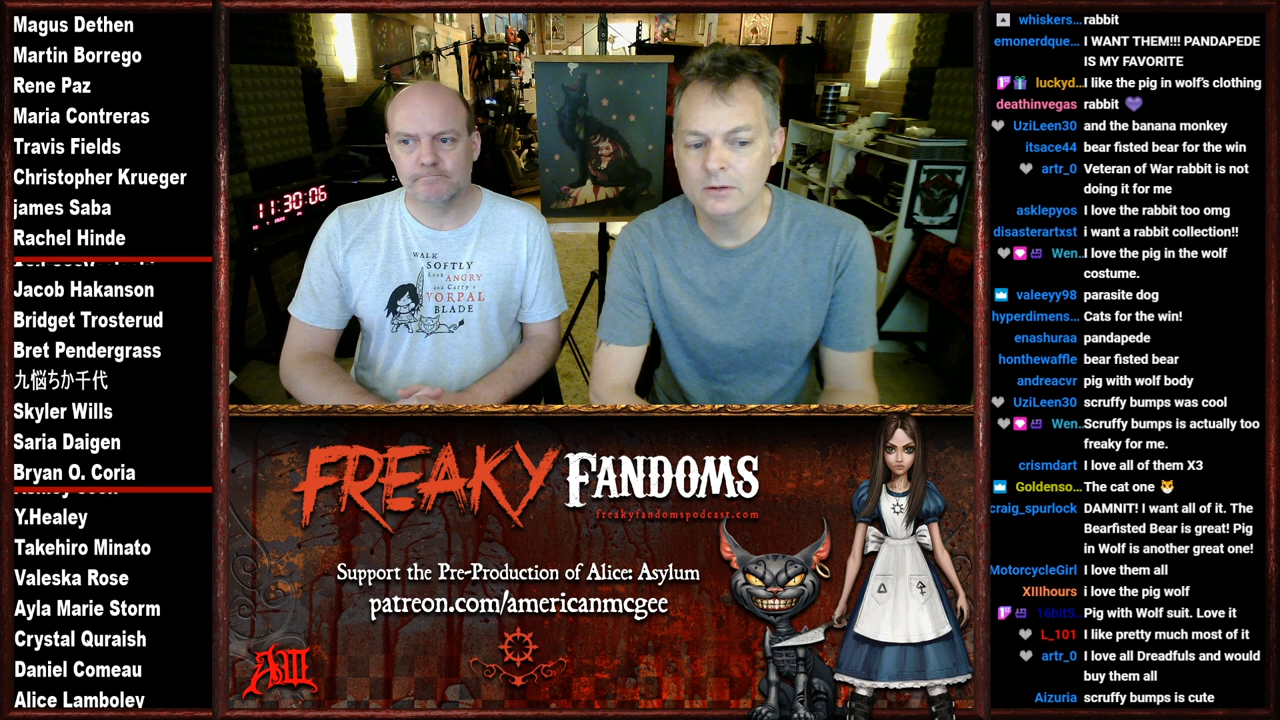 Magus Dethen
Martin Borrego
Rene Paz
Maria Contreras
Travis Fields
Christopher Krueger
james Saba
Rachel Hinde
Jacob Hakanson
Bridget Trosterud
Bret Pendergrass
九悩ちか千代
Skyler Wills
Saria Daigen
Bryan O. Coria
Y.Healey
Takehiro Minato
Valeska Rose
Ayla Marie Storm
Crystal Quraish
Daniel Comeau
Alice Lambolev
11:30:06
WALK
SOFTLY
Look ANGRY
and Carry a
VORPAL
BLADE
FREAKY FANDOMS
freakyfandomspodcast.com
Support the Pre-Production of Alice: Asylum
patreon.com/americanmcgee
AIII
whiskers... rabbit
emonerdque... I WANT THEM!!! PANDAPEDE
IS MY FAVORITE
luckyd... I like the pig in wolf's clothing
deathinvegas rabbit
UziLeen30 and the banana monkey
itsace44 bear fisted bear for the win
artr_0 Veteran of War rabbit is not
doing it for me
asklepyos I love the rabbit too omg
disasterartxst i want a rabbit collection!!
Wen.. I love the pig in the wolf
costume.
valeeyy98 parasite dog
hyperdimens... Cats for the win!
enashuraa pandapede
honthewaffle bear fisted bear
andreacvr pig with wolf body
UziLeen30 scruffy bumps was cool
Wen.. Scruffy bumps is actually too
freaky for me.
crismdart I love all of them X3
Goldenso... The cat one
craig_spurlock DAMNIT! I want all of it. The
Bearfisted Bear is great! Pig
in Wolf is another great one!
MotorcycleGirl I love them all
XIIIhours i love the pig wolf
16bitS.. Pig with Wolf suit. Love it
L_101 I like pretty much most of it
artr_0 I love all Dreadfuls and would
buy them all
Aizuria scruffy bumps is cute